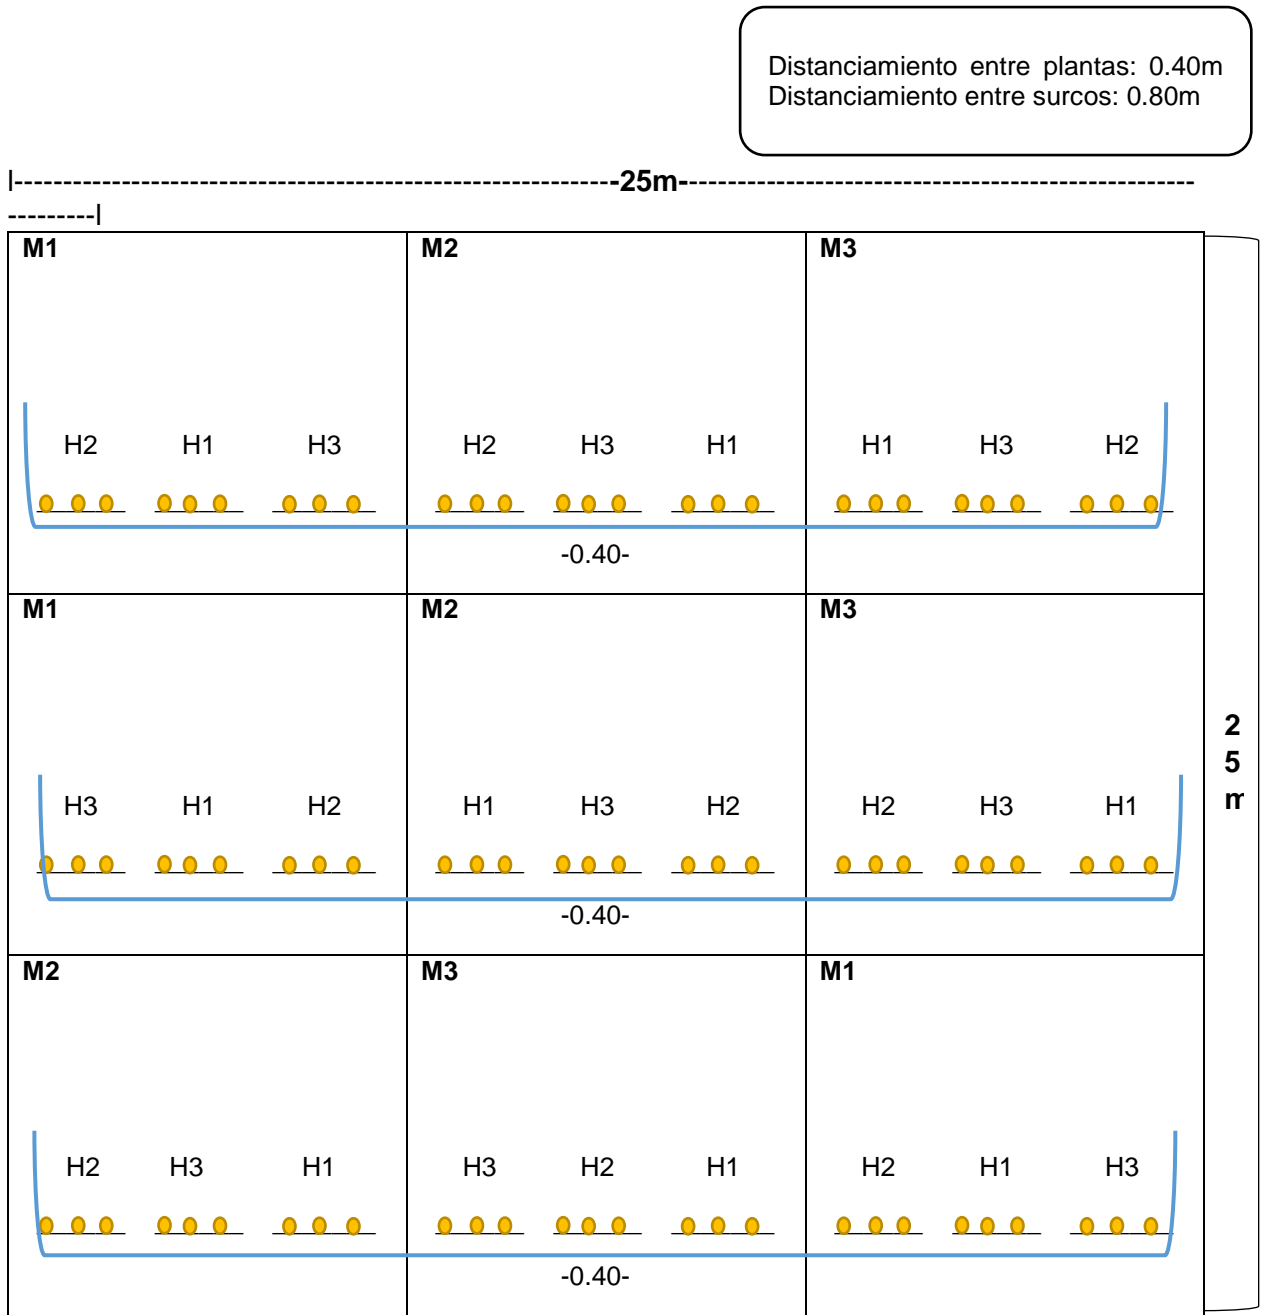 Distanciamiento entre plantas: 0.40m
Distanciamiento entre surcos: 0.80m
|--------------------------------------------------------------25m----------------------------------------------------
---------|
M1 M2 M3
H2 H1 H3 H2 H3 H1 H1 H3 H2
-0.40-
M1 M2 M3
25m
H3 H1 H2 H1 H3 H2 H2 H3 H1
-0.40-
M2 M3 M1
H2 H3 H1 H3 H2 H1 H2 H1 H3
-0.40-